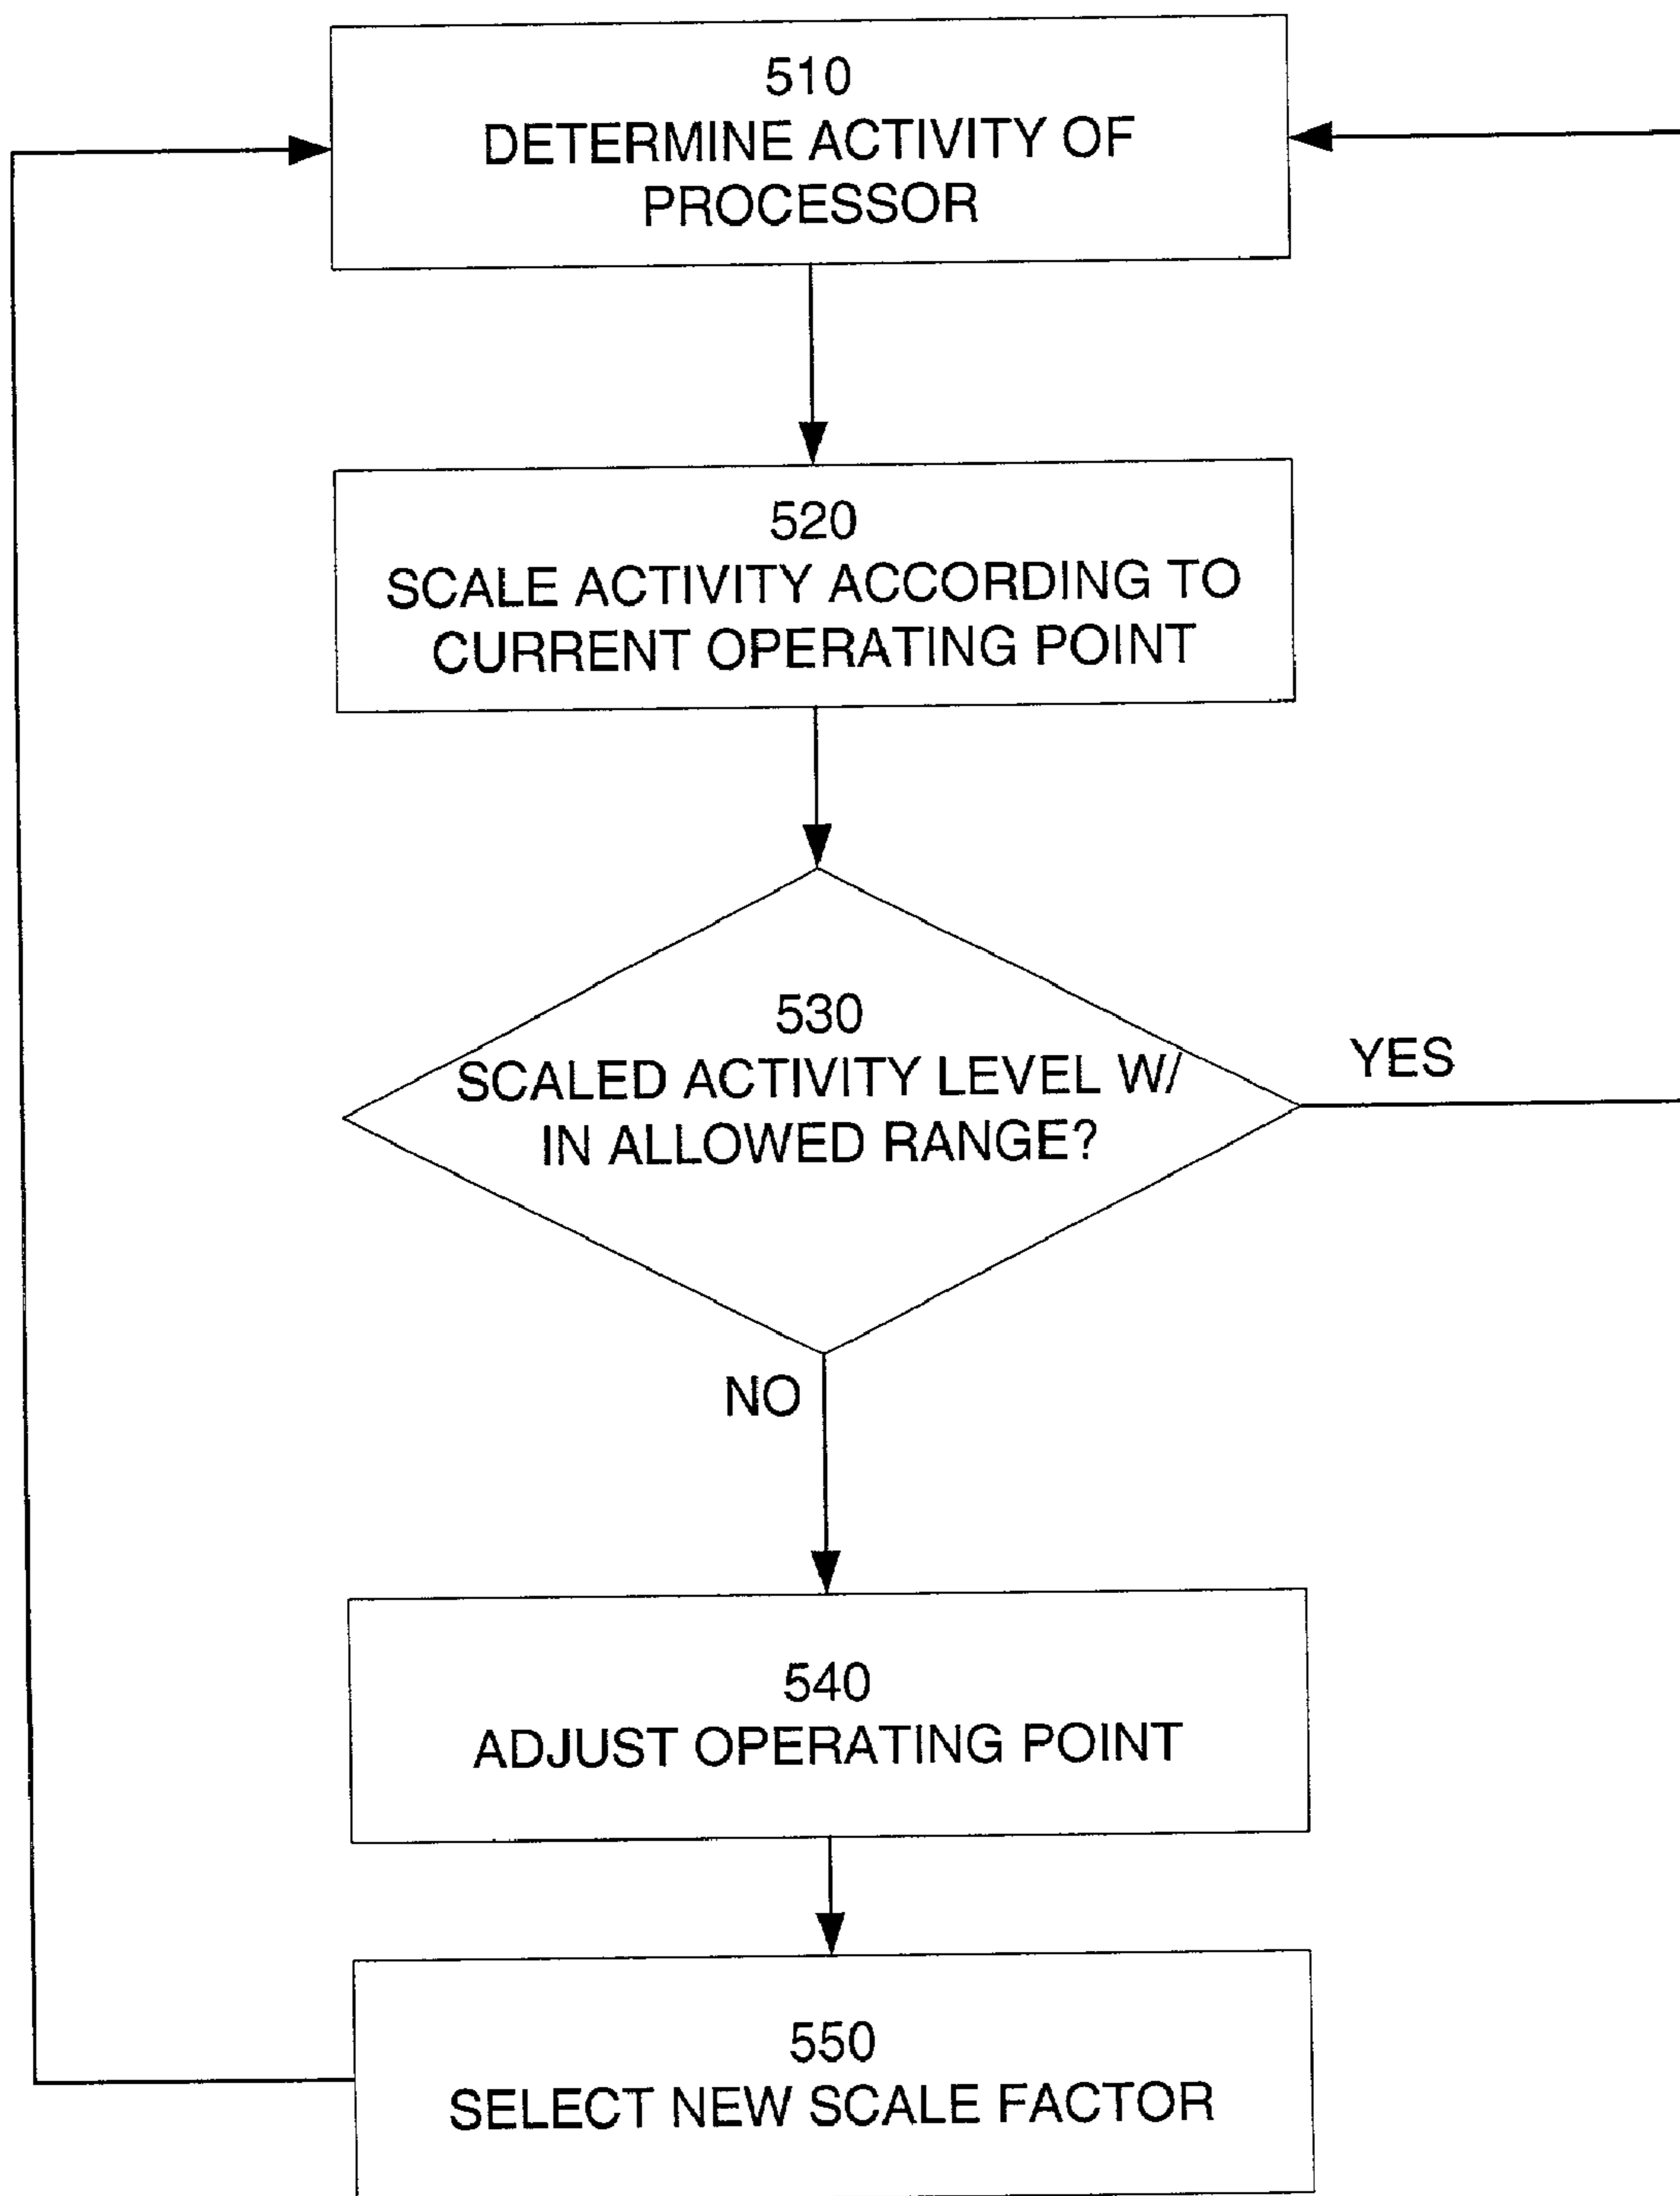 510
DETERMINE ACTIVITY OF
PROCESSOR
520
SCALE ACTIVITY ACCORDING TO
CURRENT OPERATING POINT
530
SCALED ACTIVITY LEVEL W/
IN ALLOWED RANGE?
YES
NO
540
ADJUST OPERATING POINT
550
SELECT NEW SCALE FACTOR